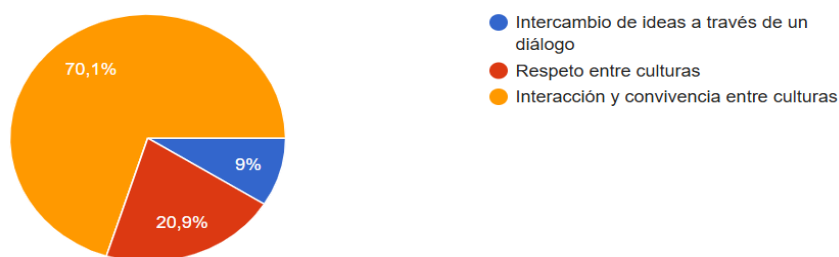 70,1%
9%
20,9%
Intercambio de ideas a través de un
diálogo
Respeto entre culturas
Interacción y convivencia entre culturas